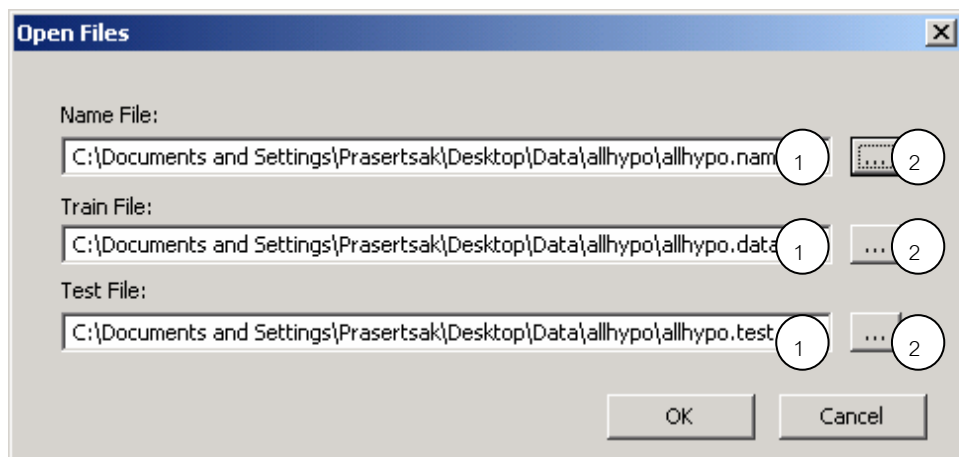 Open Files
Name File:
C:\Documents and Settings\Prasertsak\Desktop\Data\allhypo\allhypo.nam 1 ... 2
Train File:
C:\Documents and Settings\Prasertsak\Desktop\Data\allhypo\allhypo.data 1 ... 2
Test File:
C:\Documents and Settings\Prasertsak\Desktop\Data\allhypo\allhypo.test 1 ... 2
OK Cancel